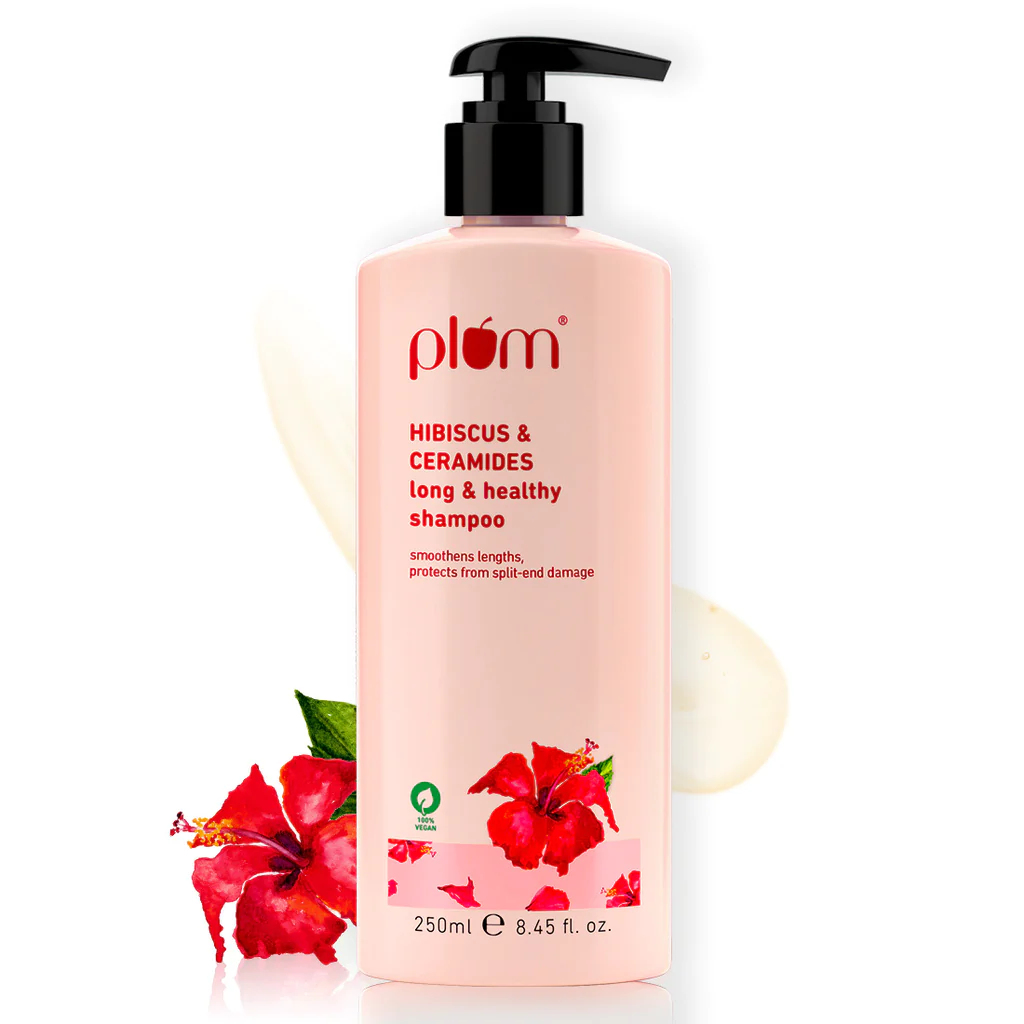 plum®
HIBISCUS &
CERAMIDES
long & healthy
shampoo
smoothens lengths,
protects from split-end damage
100%
VEGAN
250ml ℮ 8.45 fl. oz.